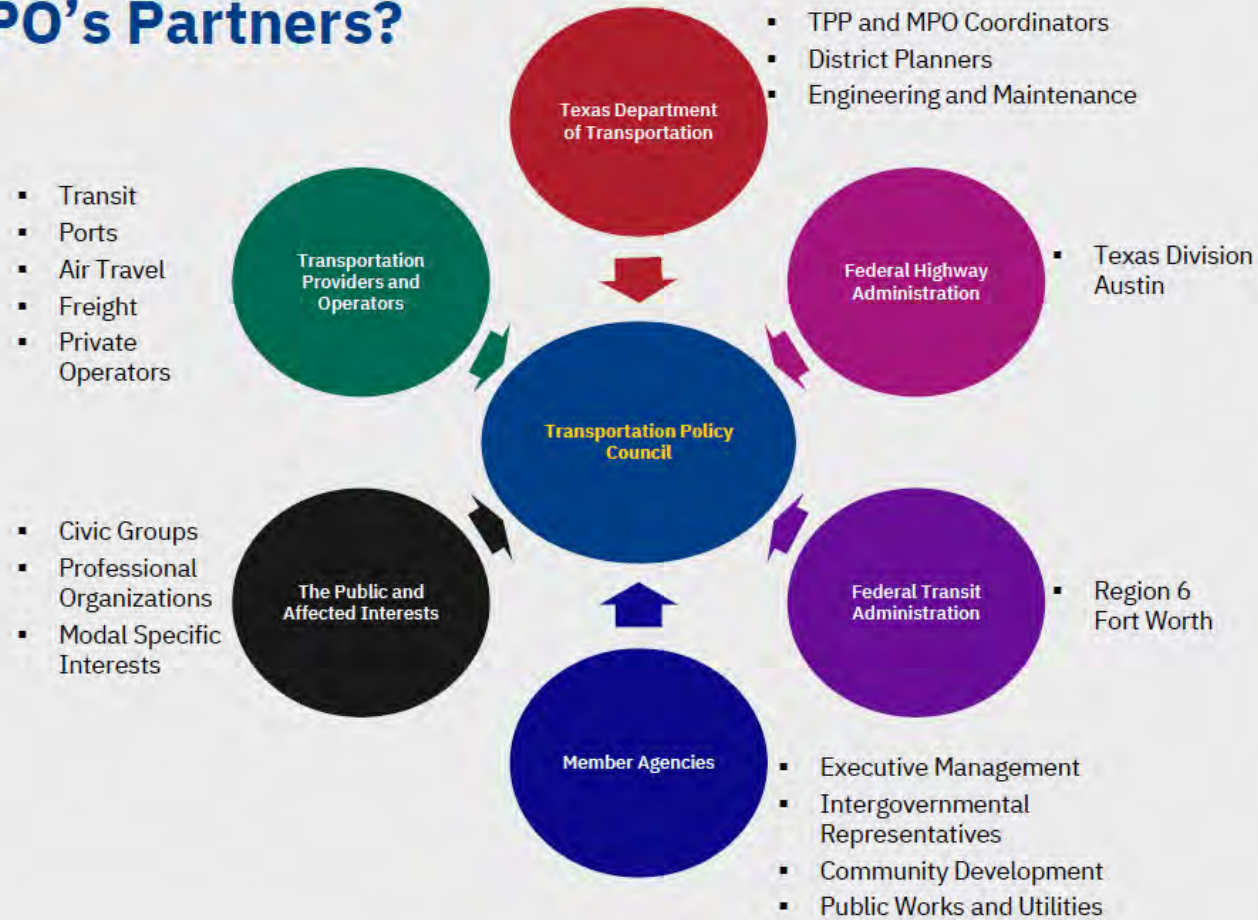 PO's Partners?
Texas Department
of Transportation
▪ TPP and MPO Coordinators
▪ District Planners
▪ Engineering and Maintenance
Federal Highway
Administration
▪ Texas Division
Austin
Federal Transit
Administration
▪ Region 6
Fort Worth
Member Agencies
▪ Executive Management
▪ Intergovernmental
Representatives
▪ Community Development
▪ Public Works and Utilities
The Public and
Affected Interests
▪ Civic Groups
▪ Professional
Organizations
▪ Modal Specific
Interests
Transportation
Providers and
Operators
▪ Transit
▪ Ports
▪ Air Travel
▪ Freight
▪ Private
Operators
Transportation Policy
Council